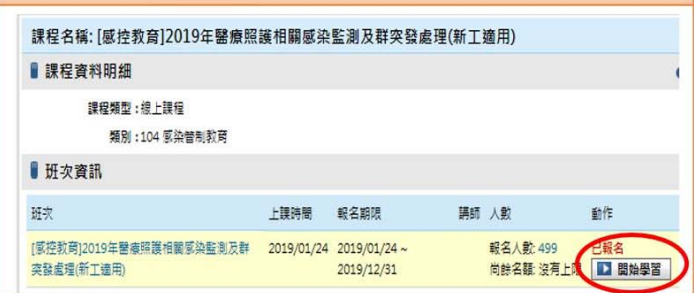 課程名稱: [感控教育]2019年醫療照護相關感染監測及群突發處理(新工適用)
課程資料明細
課程類型 : 線上課程
類別 : 104 感染管制教育
班次資訊
班次 上課時間 報名期限 講師 人數 動作
[感控教育]2019年醫療照護相關感染監測及群 2019/01/24 2019/01/24 ~ 報名人數: 499 已報名
突發處理(新工適用) 2019/12/31 尚餘名額: 沒有上限 開始學習